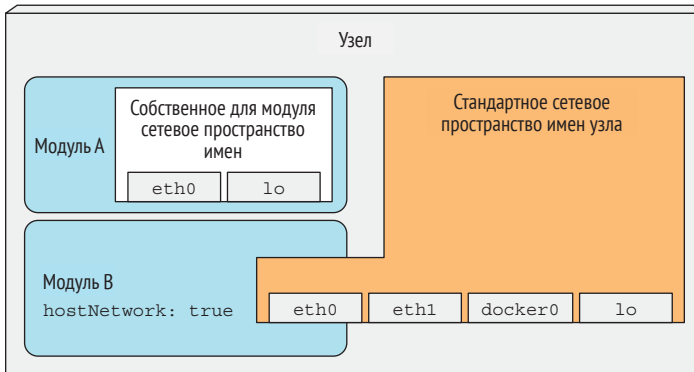 Узел
Собственное для модуля
сетевое пространство
имен
Модуль A
eth0
lo
Стандартное сетевое
пространство имен узла
Модуль B
hostNetwork: true
eth0
eth1
docker0
lo